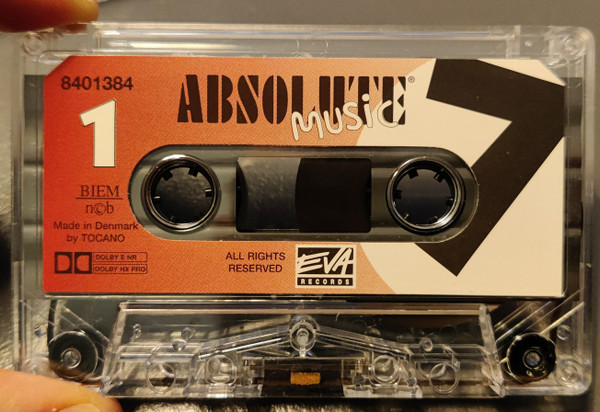 8401384
ABSOLUTE®
Music
1
7
BIEM
n©b
Made in Denmark
by TOCANO
DOLBY B NR
DOLBY HX PRO
ALL RIGHTS
RESERVED
EVA
RECORDS